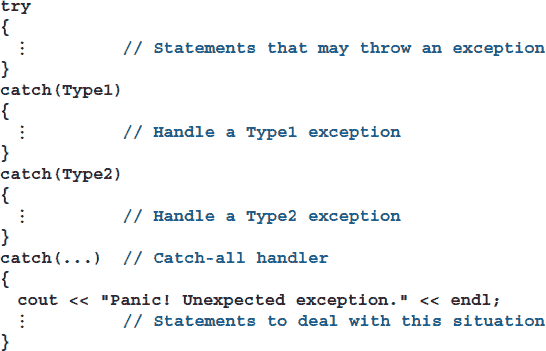 try
{
⋮ // Statements that may throw an exception
}
catch(Type1)
{
⋮ // Handle a Type1 exception
}
catch(Type2)
{
⋮ // Handle a Type2 exception
}
catch(...) // Catch-all handler
{
cout << "Panic! Unexpected exception." << endl;
⋮ // Statements to deal with this situation
}